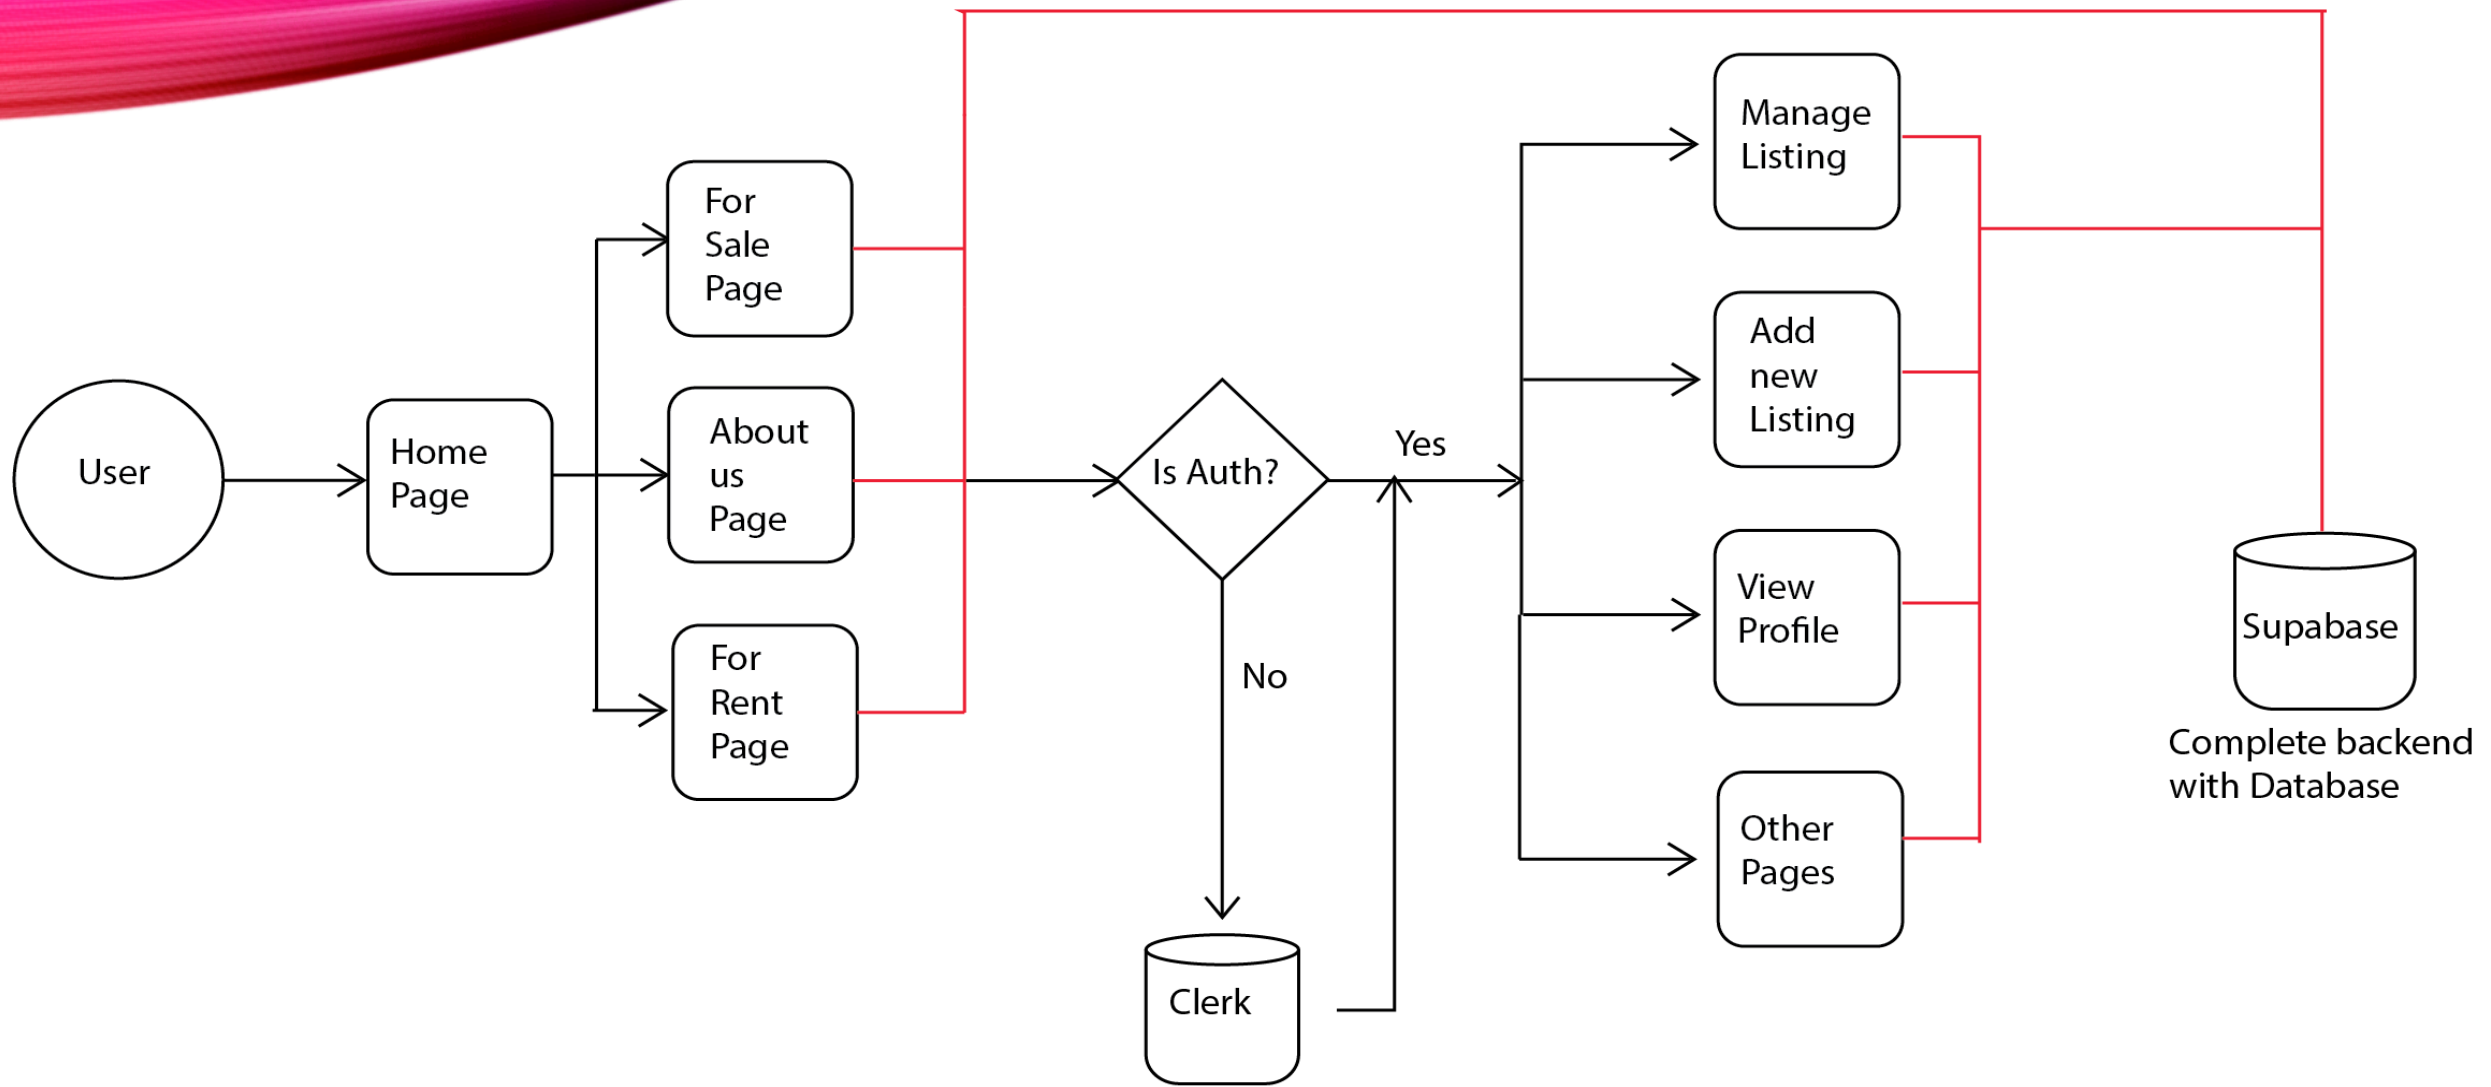 User
Home
Page
For
Sale
Page
About
us
Page
For
Rent
Page
Is Auth?
Yes
No
Clerk
Manage
Listing
Add
new
Listing
View
Profile
Other
Pages
Supabase
Complete backend
with Database